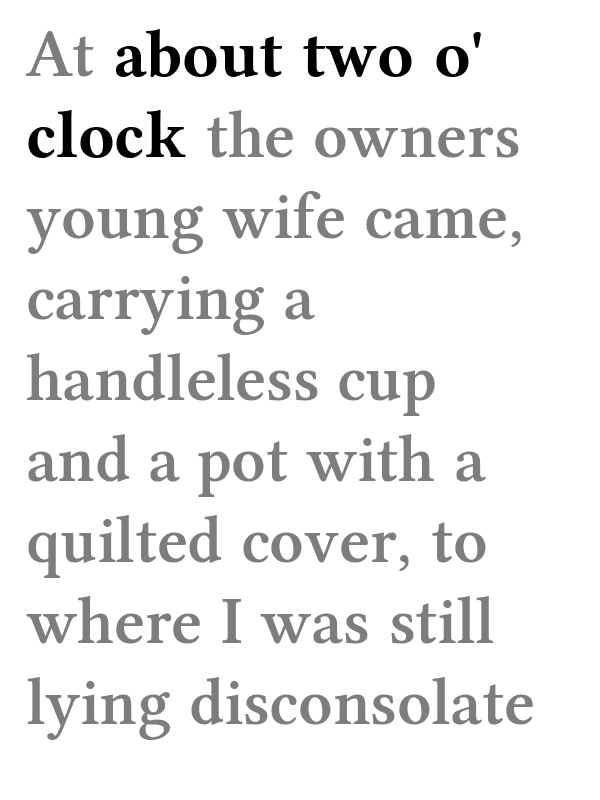 At about two o'
clock the owners
young wife came,
carrying a
handleless cup
and a pot with a
quilted cover, to
where I was still
lying disconsolate